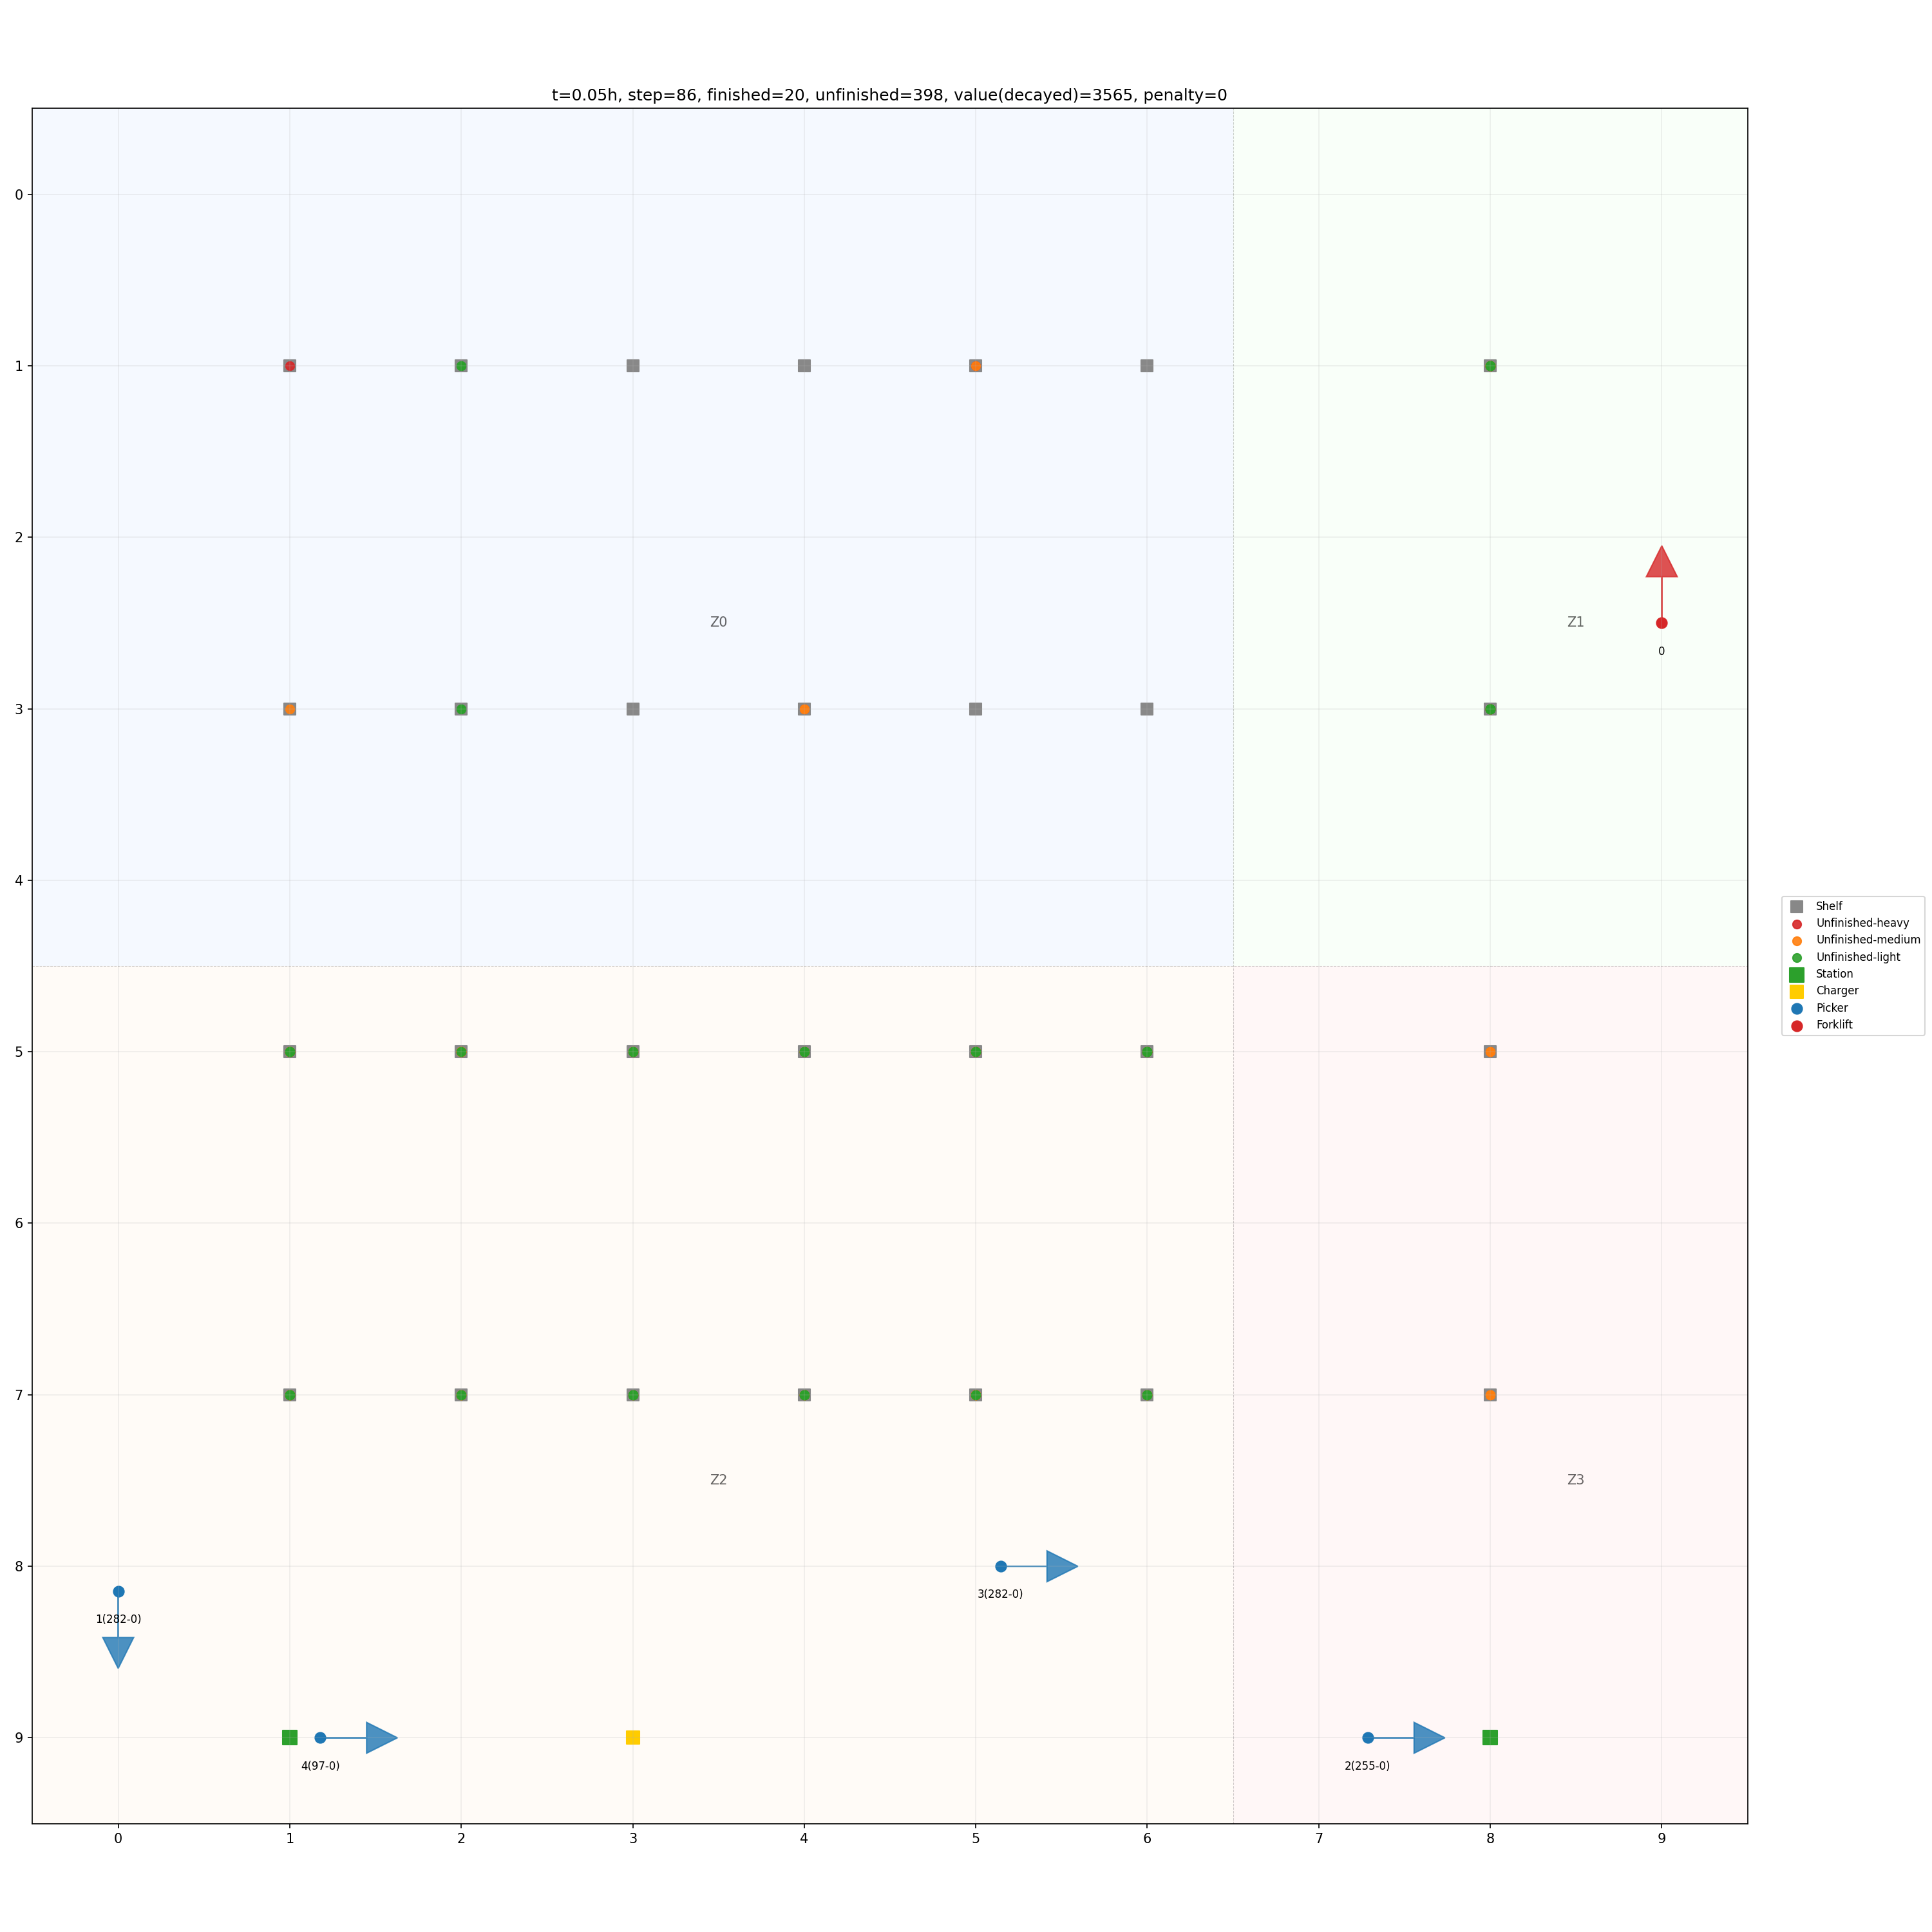 t=0.05h, step=86, finished=20, unfinished=398, value(decayed)=3565, penalty=0
0
1
2
Z0
Z1
0
3
4
Shelf
Unfinished-heavy
Unfinished-medium
Unfinished-light
Station
Charger
Picker
Forklift
5
6
7
Z2
Z3
8
3(282-0)
1(282-0)
9
4(97-0)
2(255-0)
0 1 2 3 4 5 6 7 8 9